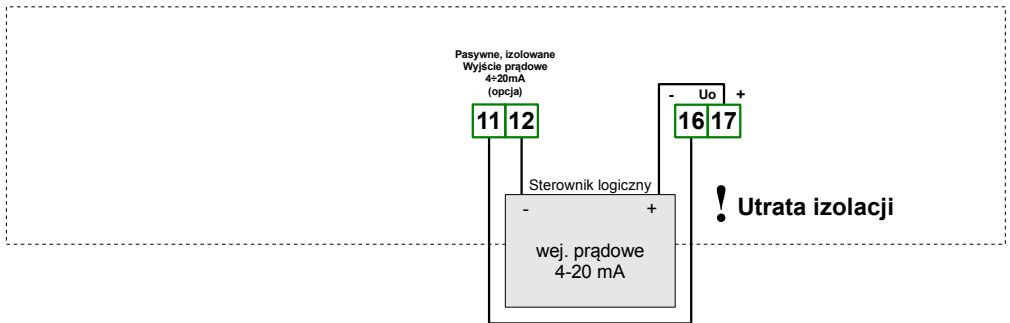 Pasywne, izolowane
Wyjście prądowe
4÷20mA
(opcja)
- Uo +
11 12
16 17
Sterownik logiczny
- +
! Utrata izolacji
wej. prądowe
4-20 mA